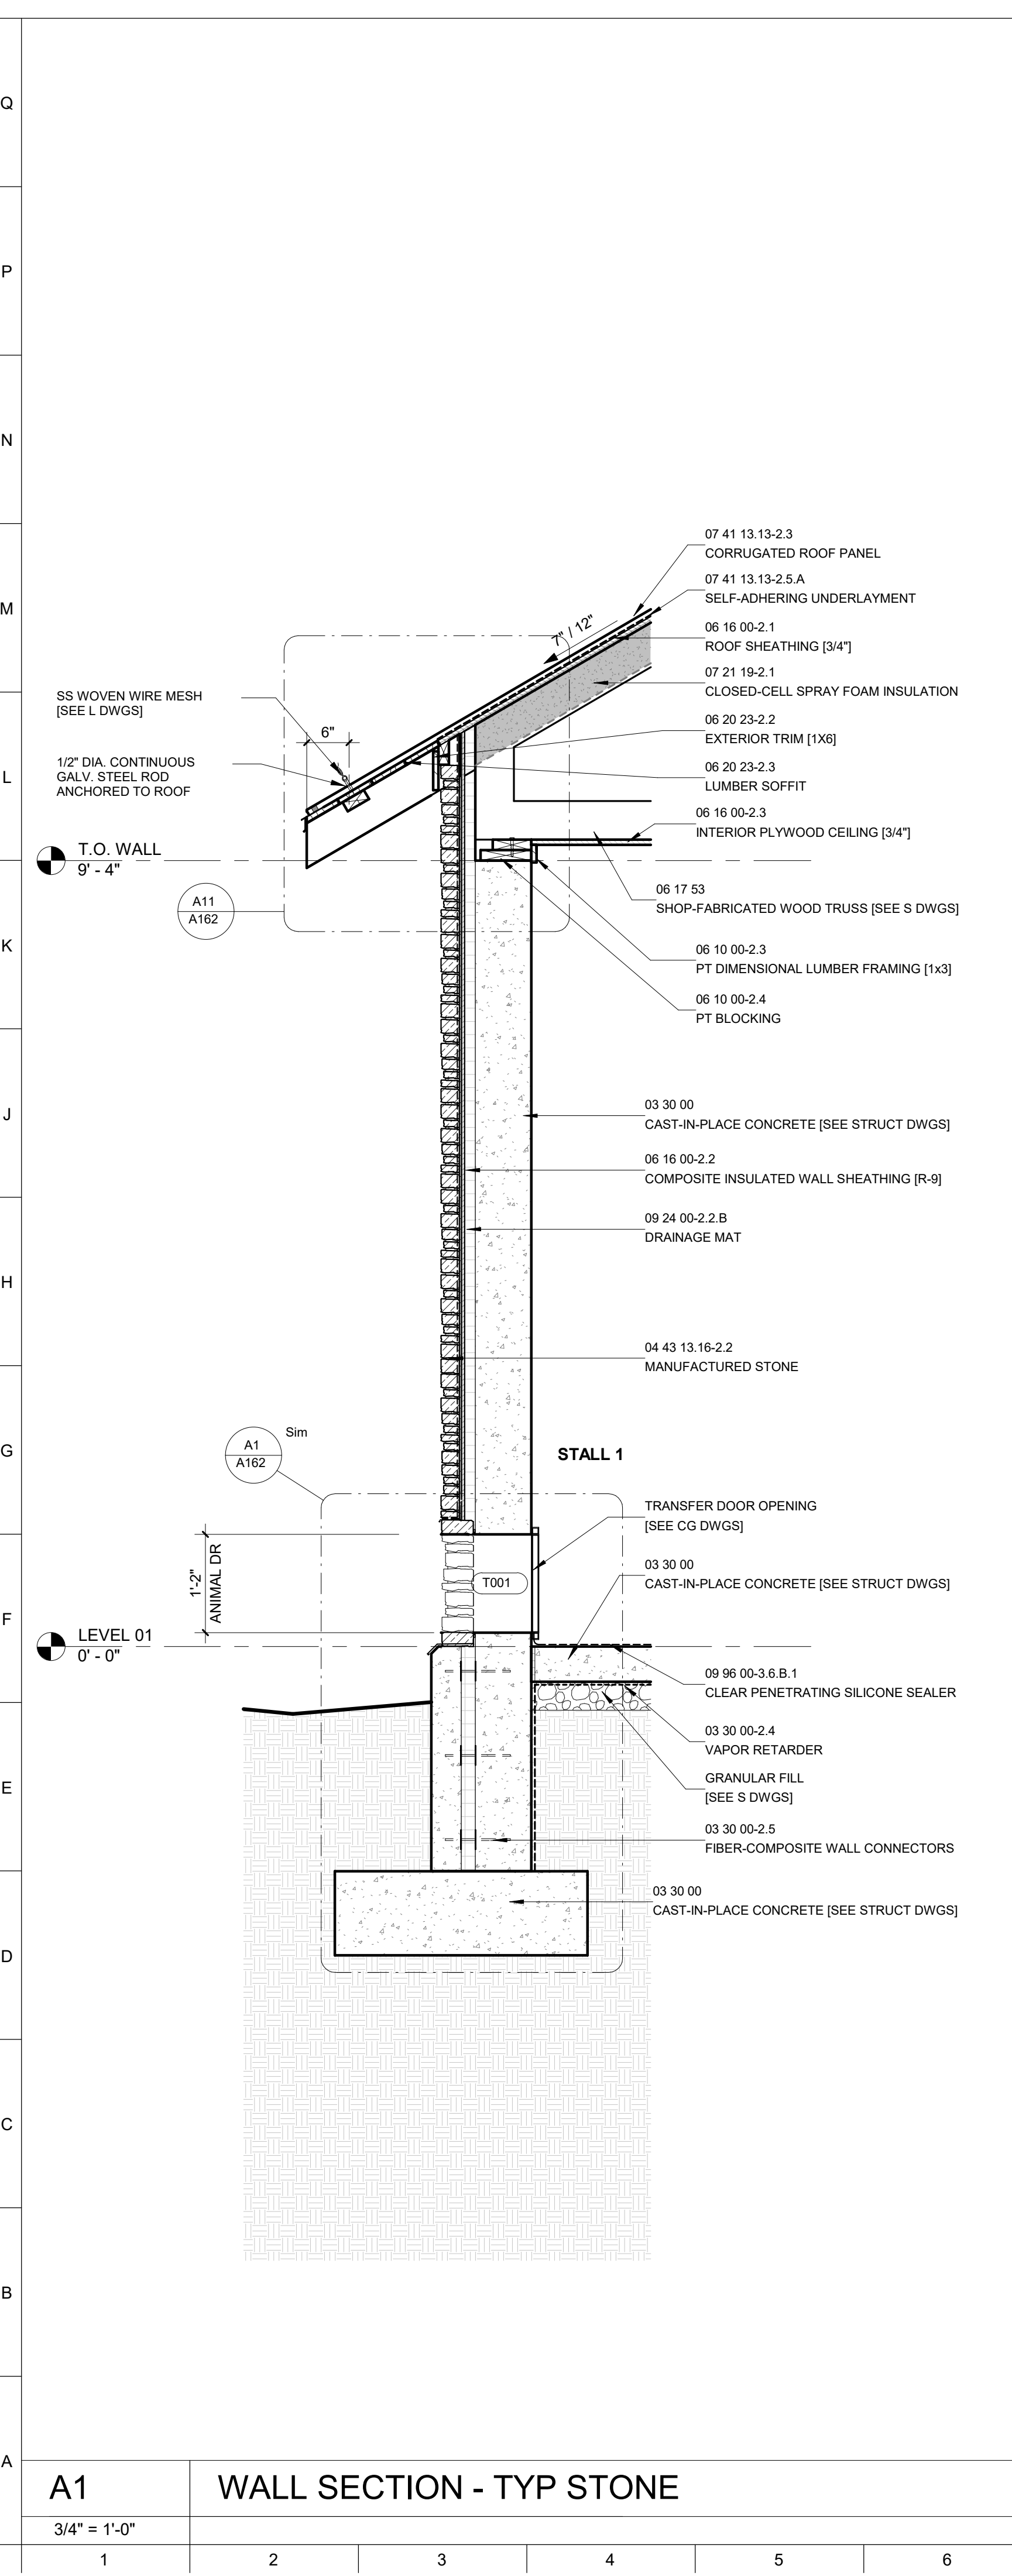 Q
P
N
M
L
K
J
H
G
F
E
D
C
B
A
07 41 13.13-2.3
CORRUGATED ROOF PANEL
07 41 13.13-2.5.A
SELF-ADHERING UNDERLAYMENT
06 16 00-2.1
ROOF SHEATHING [3/4"]
07 21 19-2.1
CLOSED-CELL SPRAY FOAM INSULATION
06 20 23-2.2
EXTERIOR TRIM [1X6]
06 20 23-2.3
LUMBER SOFFIT
06 16 00-2.3
INTERIOR PLYWOOD CEILING [3/4"]
06 17 53
SHOP-FABRICATED WOOD TRUSS [SEE S DWGS]
06 10 00-2.3
PT DIMENSIONAL LUMBER FRAMING [1x3]
06 10 00-2.4
PT BLOCKING
7" / 12"
SS WOVEN WIRE MESH
[SEE L DWGS]
6"
1/2" DIA. CONTINUOUS
GALV. STEEL ROD
ANCHORED TO ROOF
T.O. WALL
9' - 4"
A11
A162
03 30 00
CAST-IN-PLACE CONCRETE [SEE STRUCT DWGS]
06 16 00-2.2
COMPOSITE INSULATED WALL SHEATHING [R-9]
09 24 00-2.2.B
DRAINAGE MAT
04 43 13.16-2.2
MANUFACTURED STONE
A1
A162
Sim
STALL 1
TRANSFER DOOR OPENING
[SEE CG DWGS]
03 30 00
CAST-IN-PLACE CONCRETE [SEE STRUCT DWGS]
1'-2"
ANIMAL DR
T001
LEVEL 01
0' - 0"
09 96 00-3.6.B.1
CLEAR PENETRATING SILICONE SEALER
03 30 00-2.4
VAPOR RETARDER
GRANULAR FILL
[SEE S DWGS]
03 30 00-2.5
FIBER-COMPOSITE WALL CONNECTORS
03 30 00
CAST-IN-PLACE CONCRETE [SEE STRUCT DWGS]
A1
WALL SECTION - TYP STONE
3/4" = 1'-0"
1 2 3 4 5 6